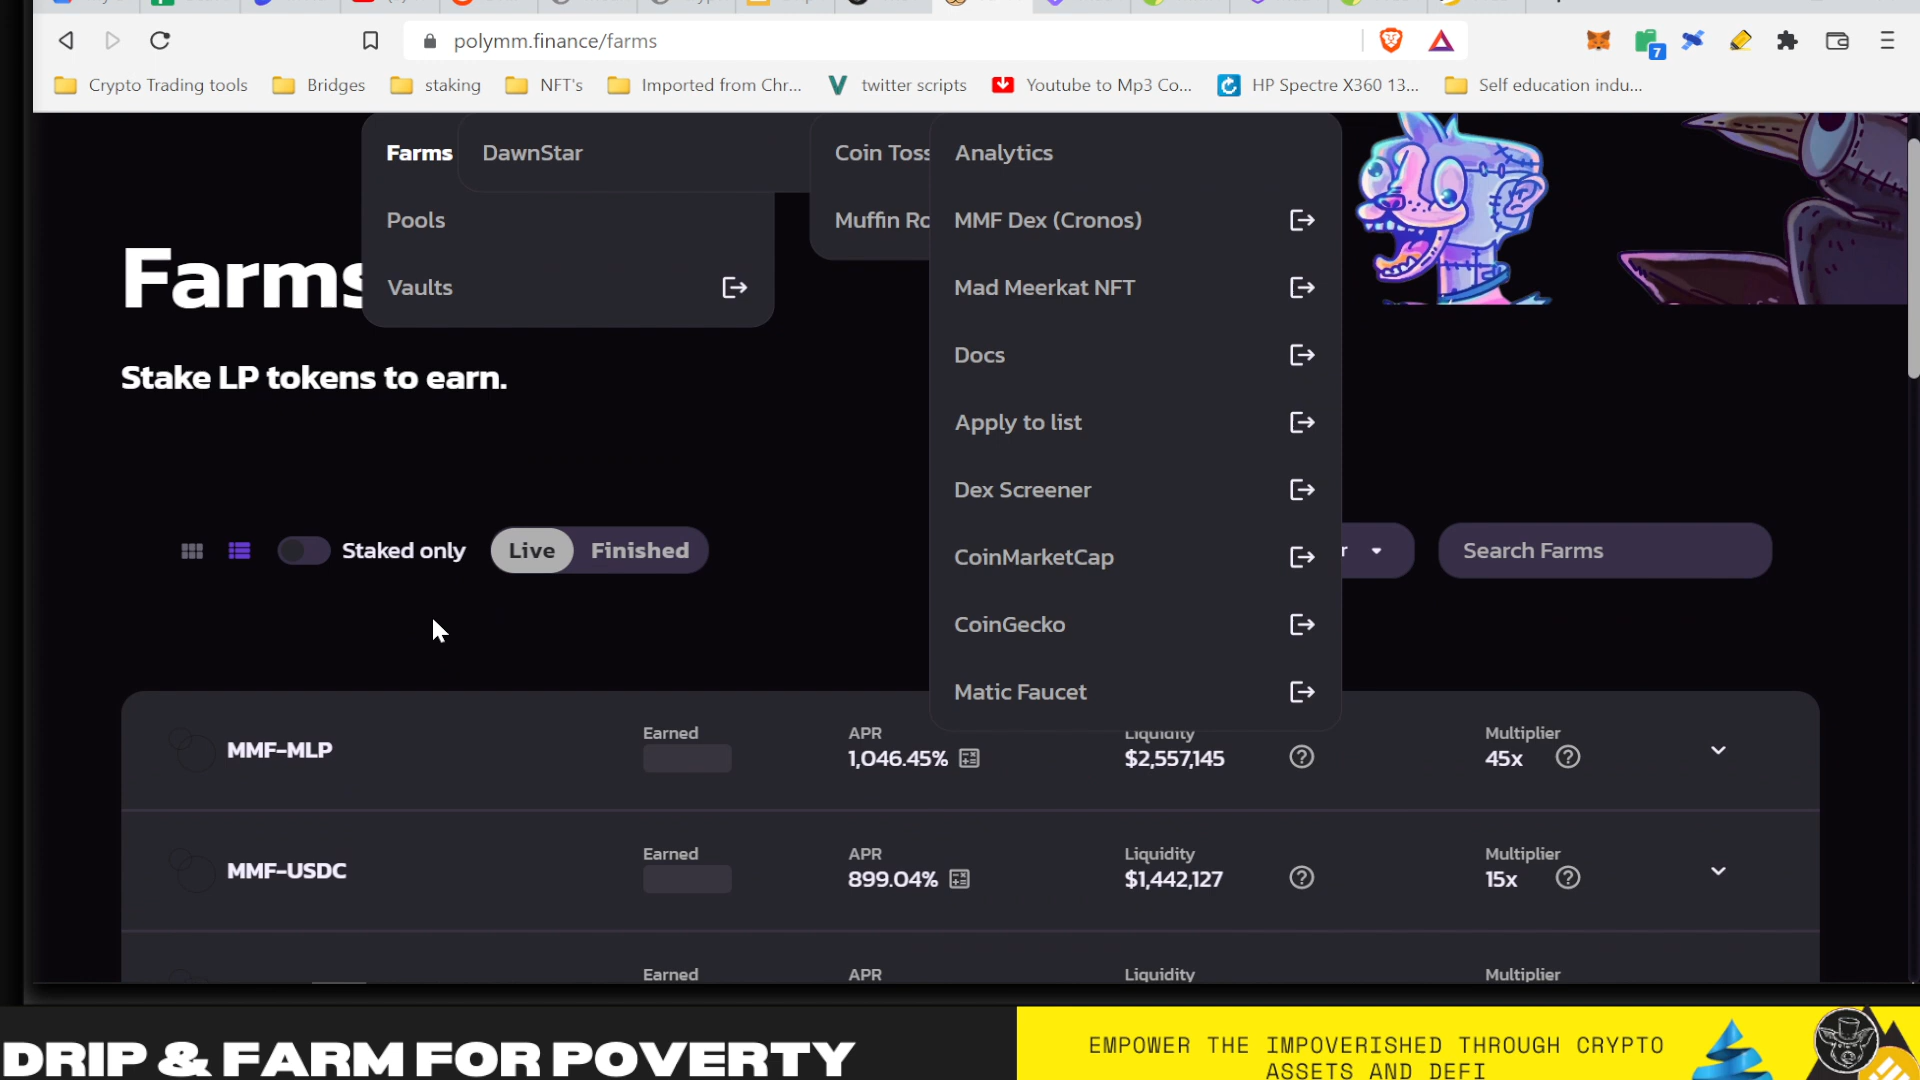 polymm.finance/farms
7
Crypto Trading tools
Bridges
staking
NFT's
Imported from Chr...
twitter scripts
Youtube to Mp3 Co...
HP Spectre X360 13...
Self education indu...
Farms
DawnStar
Coin Toss
Analytics
Pools
Muffin Ro
MMF Dex (Cronos)
Vaults
Mad Meerkat NFT
Docs
Apply to list
Dex Screener
CoinMarketCap
CoinGecko
Matic Faucet
Farms
Stake LP tokens to earn.
Staked only
Live
Finished
r
Search Farms
MMF-MLP
Earned
APR
1,046.45%
Liquidity
$2,557,145
Multiplier
45x
MMF-USDC
Earned
APR
899.04%
Liquidity
$1,442,127
Multiplier
15x
Earned
APR
Liquidity
Multiplier
DRIP & FARM FOR POVERTY
EMPOWER THE IMPOVERISHED THROUGH CRYPTO
ASSETS AND DEFI